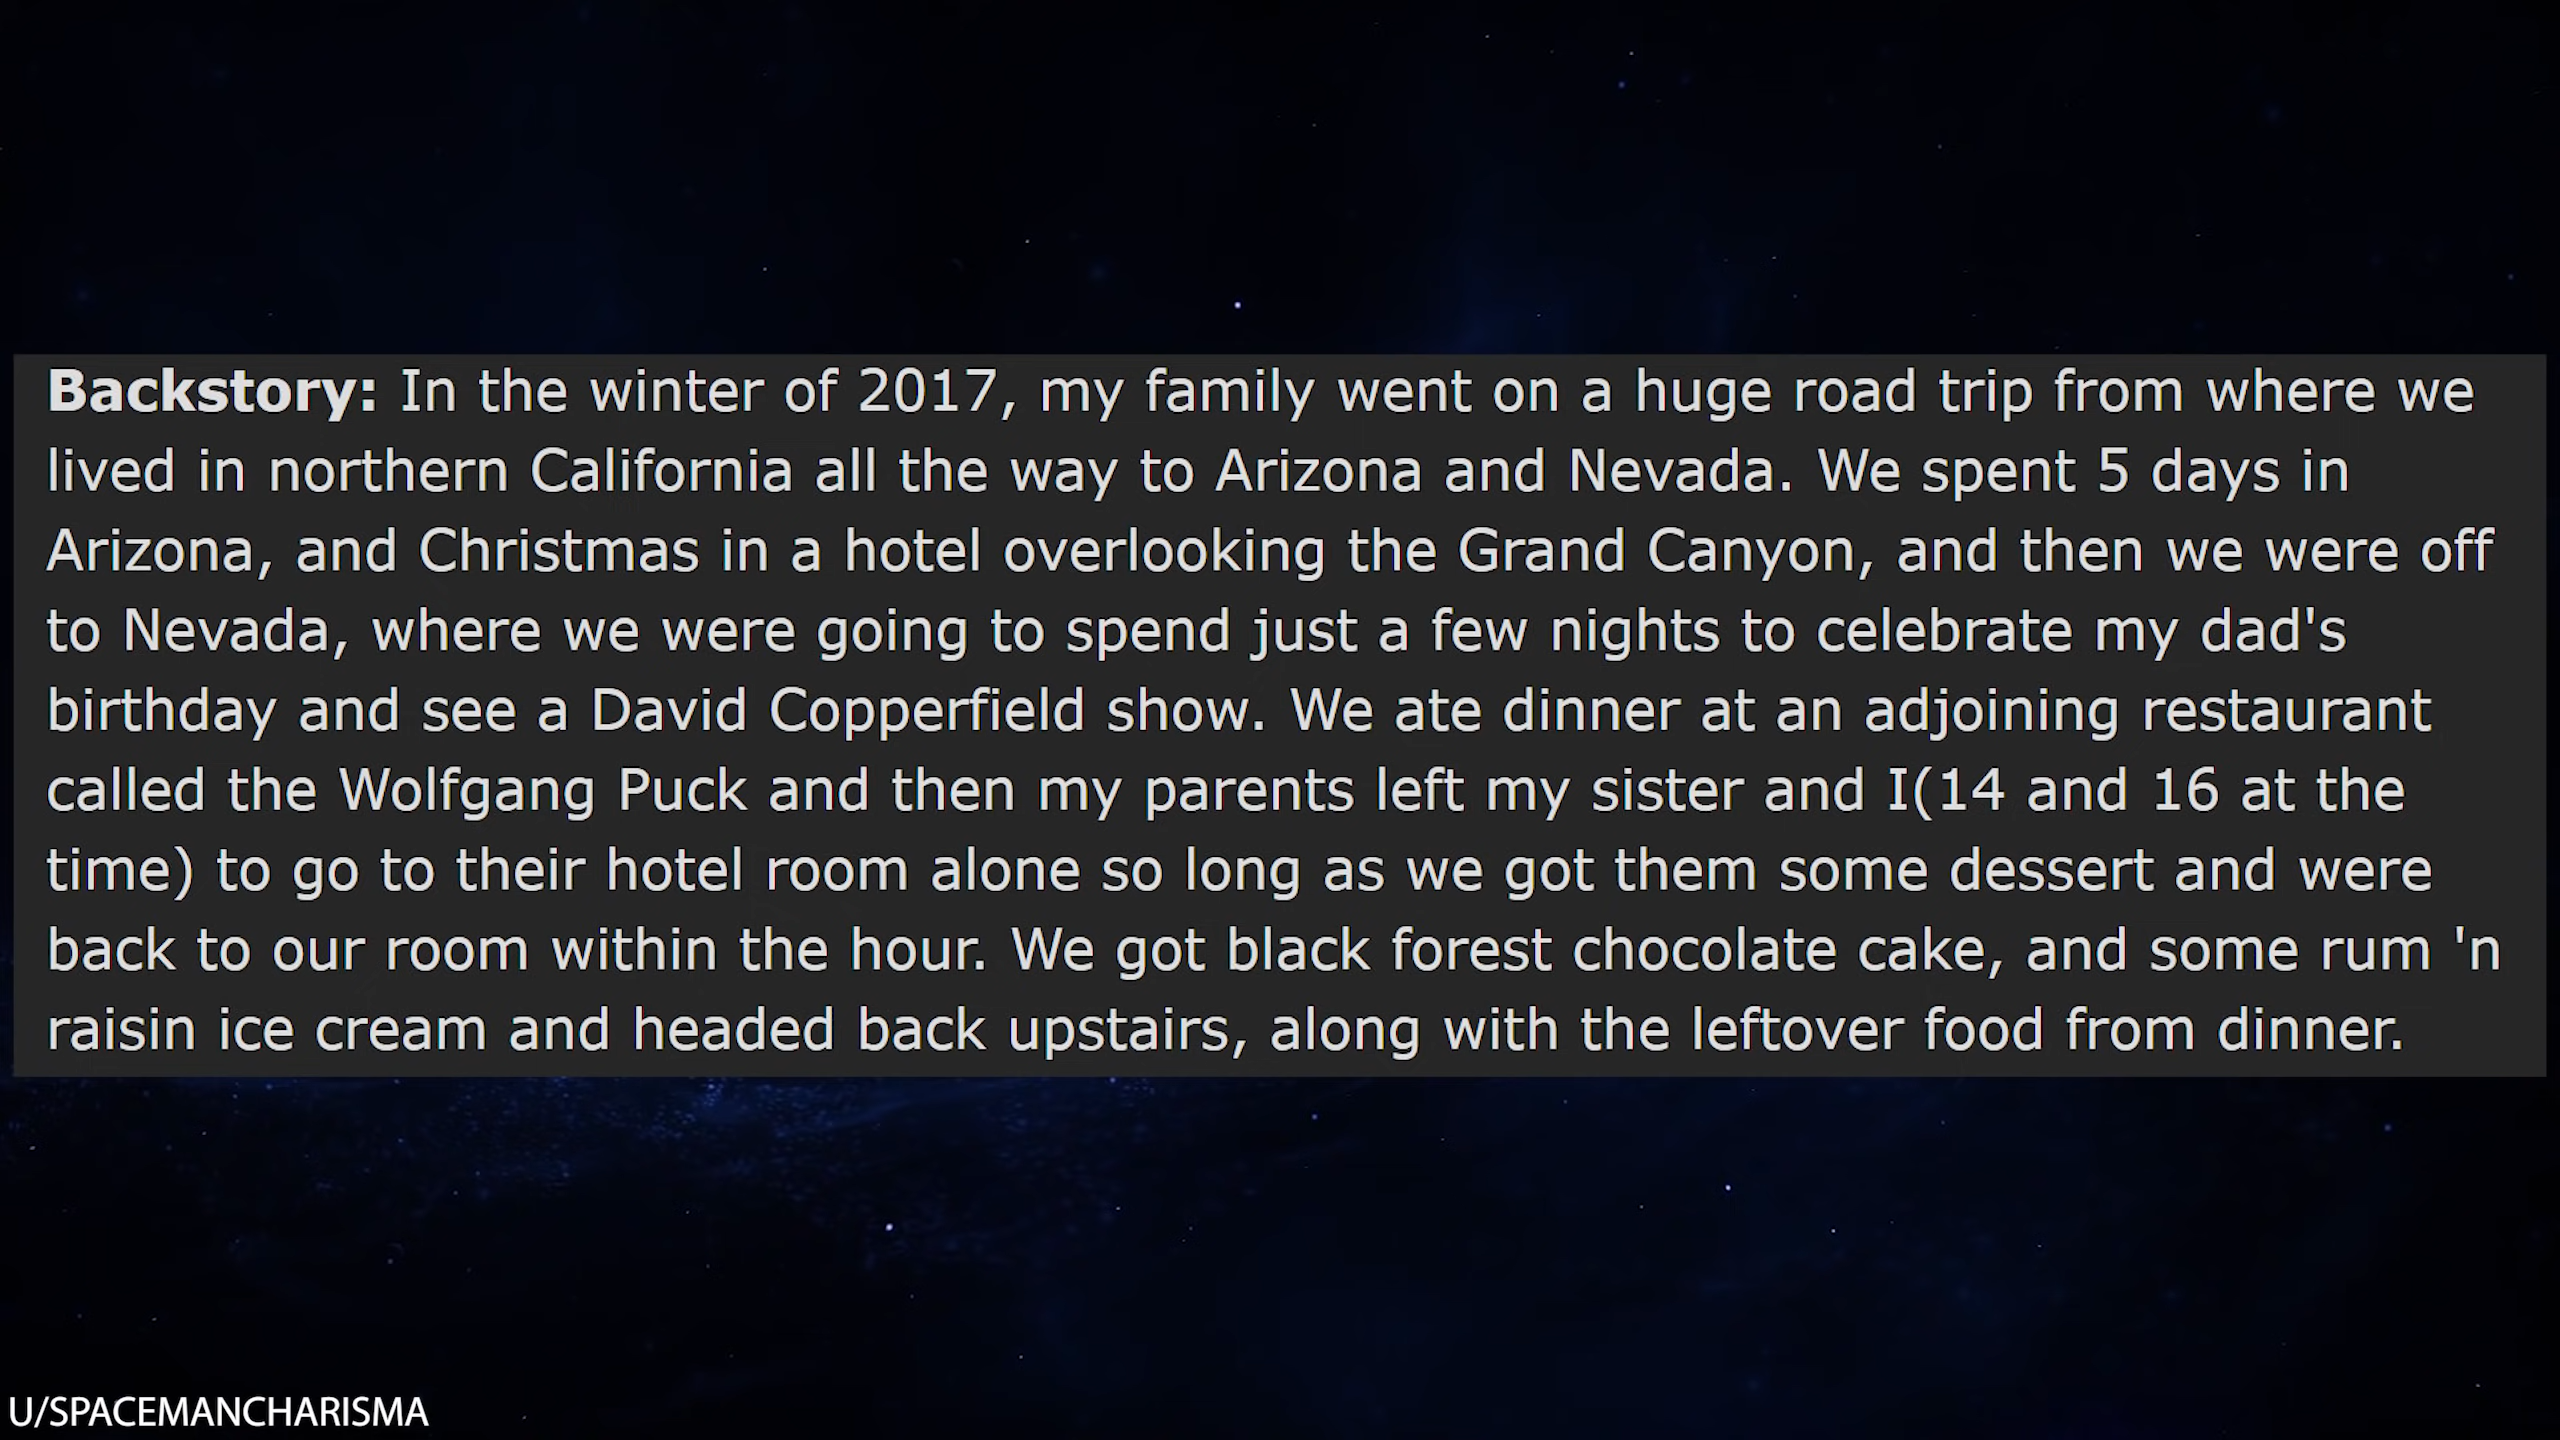 Backstory: In the winter of 2017, my family went on a huge road trip from where we
lived in northern California all the way to Arizona and Nevada. We spent 5 days in
Arizona, and Christmas in a hotel overlooking the Grand Canyon, and then we were off
to Nevada, where we were going to spend just a few nights to celebrate my dad's
birthday and see a David Copperfield show. We ate dinner at an adjoining restaurant
called the Wolfgang Puck and then my parents left my sister and I(14 and 16 at the
time) to go to their hotel room alone so long as we got them some dessert and were
back to our room within the hour. We got black forest chocolate cake, and some rum 'n
raisin ice cream and headed back upstairs, along with the leftover food from dinner.
U/SPACEMANCHARISMA